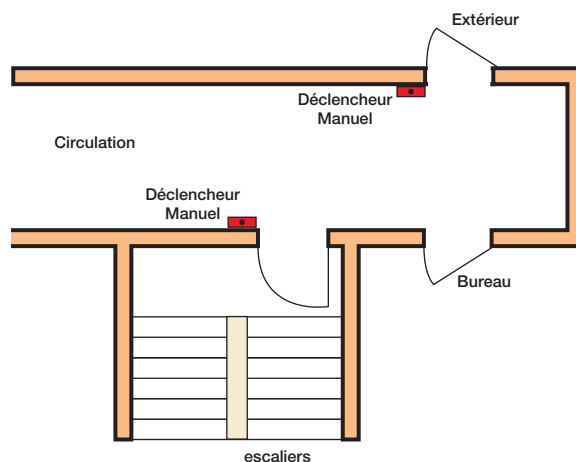 Extérieur
Déclencheur
Manuel
Circulation
Déclencheur
Manuel
Bureau
escaliers